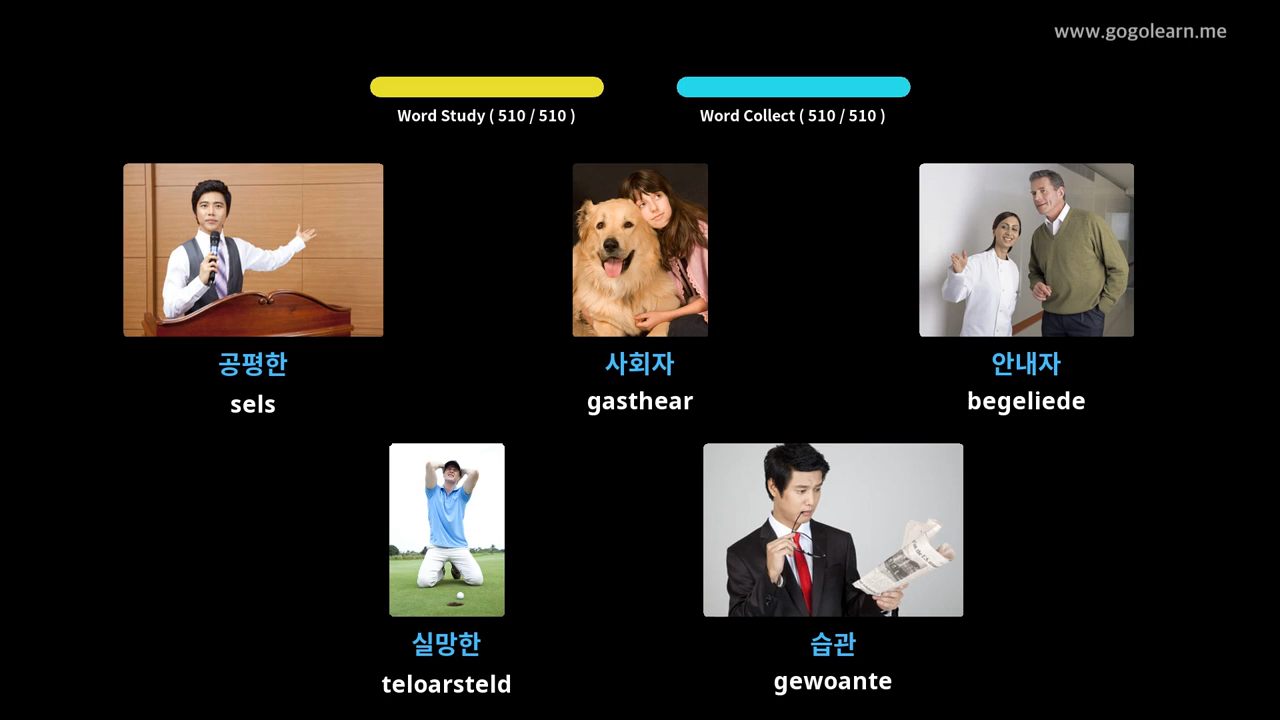 www.gogolearn.me
Word Study ( 510 / 510 )
Word Collect ( 510 / 510 )
공평한
sels
사회자
gasthear
안내자
begeliede
실망한
teloarsteld
습관
gewoante